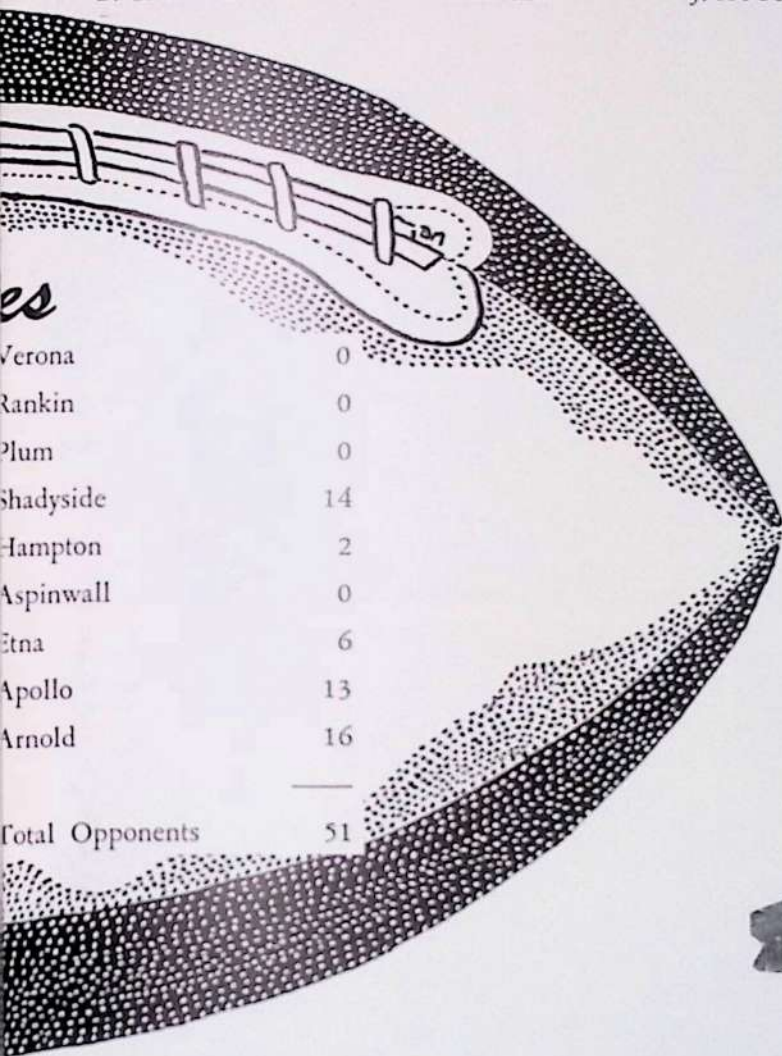 es
Verona 0
Rankin 0
Plum 0
Shadyside 14
Hampton 2
Aspinwall 0
Etna 6
Apollo 13
Arnold 16
Total Opponents 51